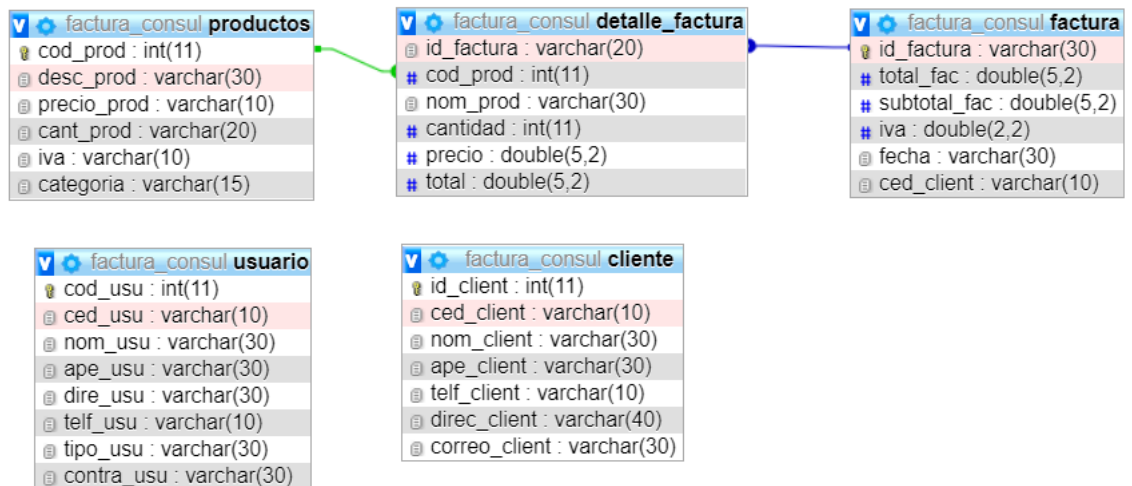 factura_consul productos
cod_prod : int(11)
desc_prod : varchar(30)
precio_prod : varchar(10)
cant_prod : varchar(20)
iva : varchar(10)
categoria : varchar(15)
factura_consul detalle_factura
id_factura : varchar(20)
cod_prod : int(11)
nom_prod : varchar(30)
cantidad : int(11)
precio : double(5,2)
total : double(5,2)
factura_consul factura
id_factura : varchar(30)
total_fac : double(5,2)
subtotal_fac : double(5,2)
iva : double(2,2)
fecha : varchar(30)
ced_client : varchar(10)
factura_consul usuario
cod_usu : int(11)
ced_usu : varchar(10)
nom_usu : varchar(30)
ape_usu : varchar(30)
dire_usu : varchar(30)
telf_usu : varchar(10)
tipo_usu : varchar(30)
contra_usu : varchar(30)
factura_consul cliente
id_client : int(11)
ced_client : varchar(10)
nom_client : varchar(30)
ape_client : varchar(30)
telf_client : varchar(10)
direc_client : varchar(40)
correo_client : varchar(30)